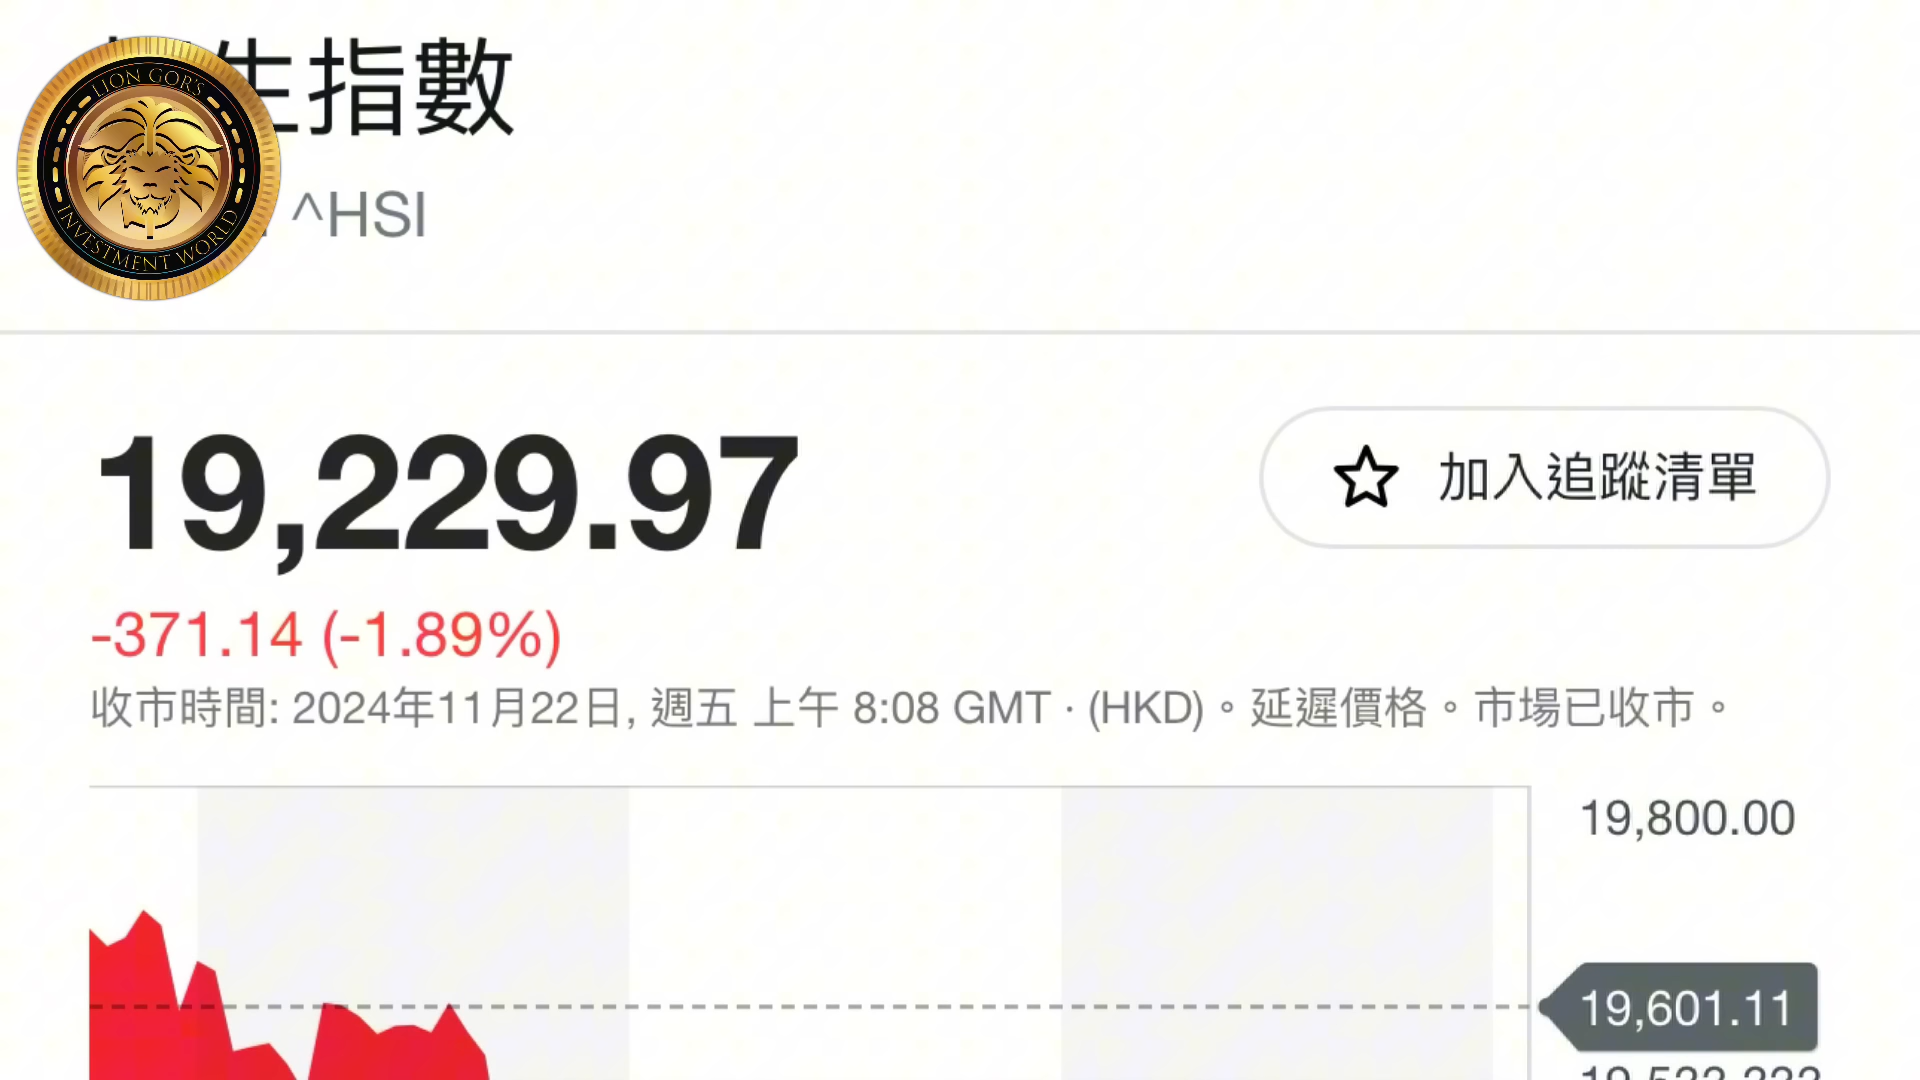 生指數
^HSI
LION GOR'S
INVESTMENT WORLD
19,229.97
加入追蹤清單
-371.14 (-1.89%)
收市時間: 2024年11月22日, 週五 上午 8:08 GMT · (HKD)。延遲價格。市場已收市。
19,800.00
19,601.11